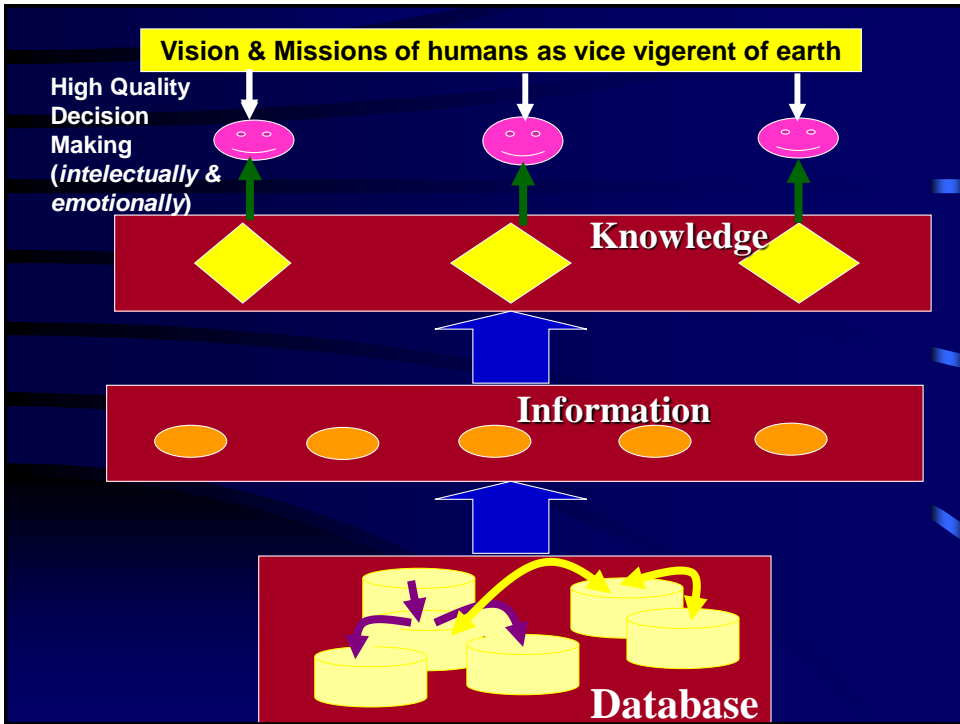 Vision & Missions of humans as vice vigerent of earth
High Quality
Decision
Making
(intelectually &
emotionally)
Knowledge
Information
Database